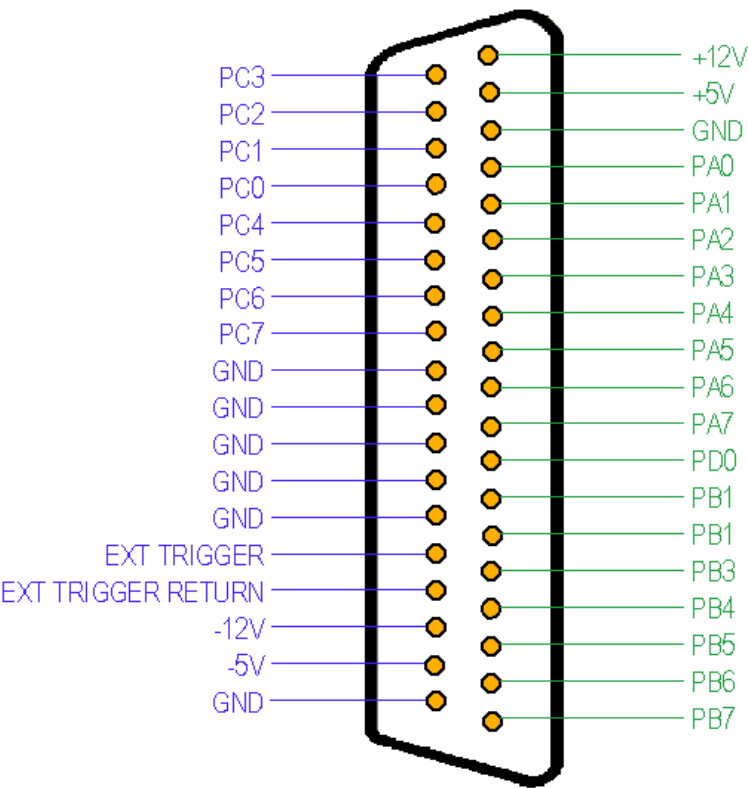 PC3
PC2
PC1
PC0
PC4
PC5
PC6
PC7
GND
GND
GND
GND
GND
EXT TRIGGER
EXT TRIGGER RETURN
-12V
-5V
GND
+12V
+5V
GND
PA0
PA1
PA2
PA3
PA4
PA5
PA6
PA7
PD0
PB1
PB1
PB3
PB4
PB5
PB6
PB7